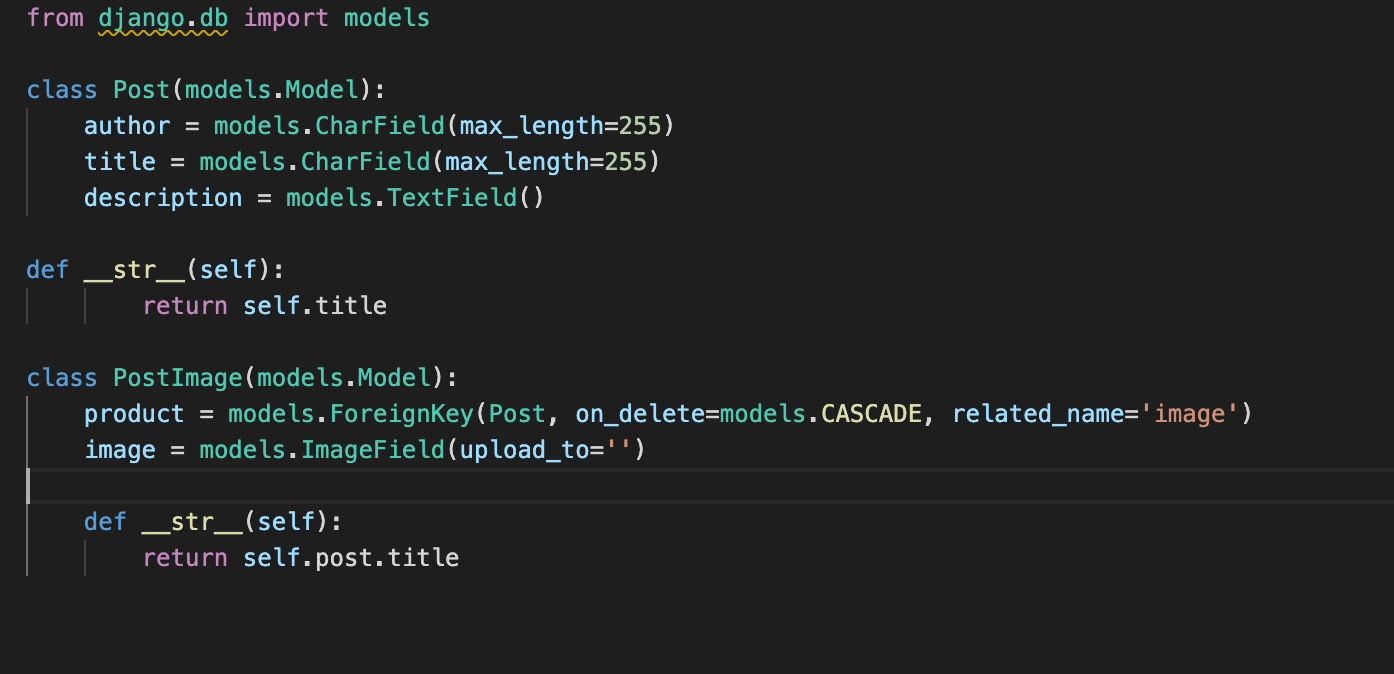 from django.db import models
class Post(models.Model):
    author = models.CharField(max_length=255)
    title = models.CharField(max_length=255)
    description = models.TextField()
def __str__(self):
        return self.title
class PostImage(models.Model):
    product = models.ForeignKey(Post, on_delete=models.CASCADE, related_name='image')
    image = models.ImageField(upload_to='')
    def __str__(self):
        return self.post.title